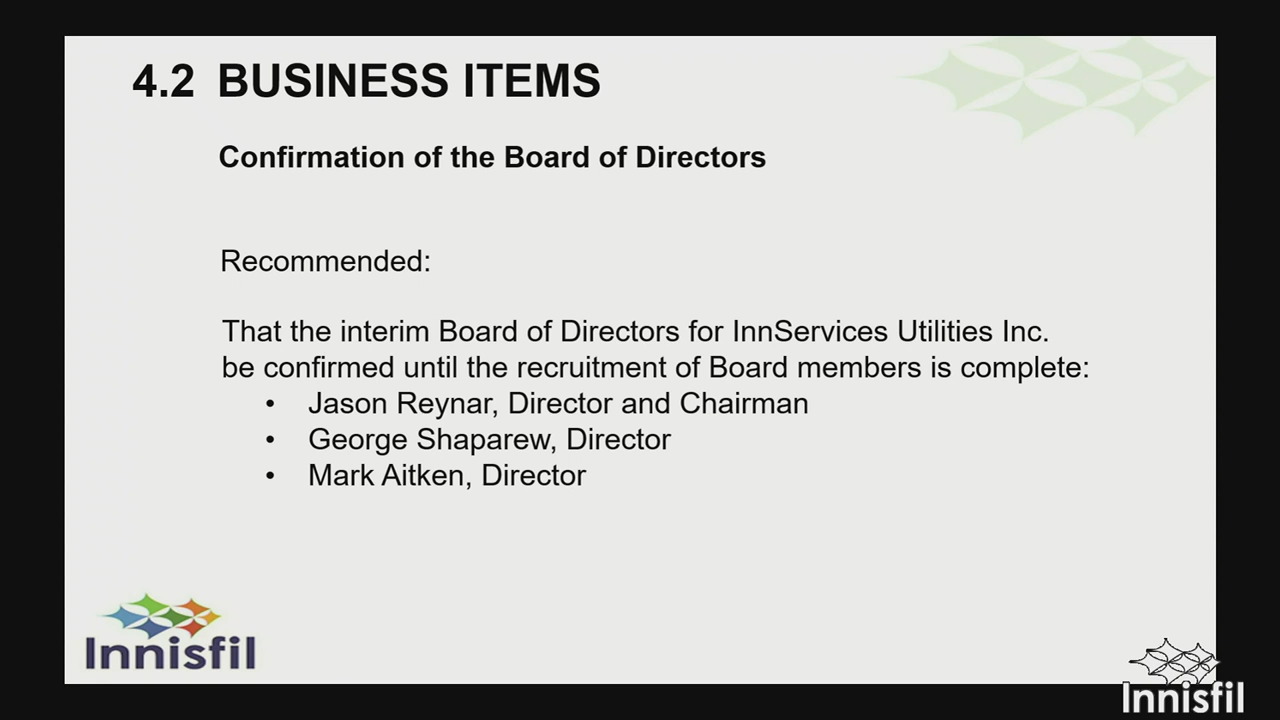 4.2 BUSINESS ITEMS
Confirmation of the Board of Directors
Recommended:
That the interim Board of Directors for InnServices Utilities Inc.
be confirmed until the recruitment of Board members is complete:
• Jason Reynar, Director and Chairman
• George Shaparew, Director
• Mark Aitken, Director
Innisfil
Innisfil